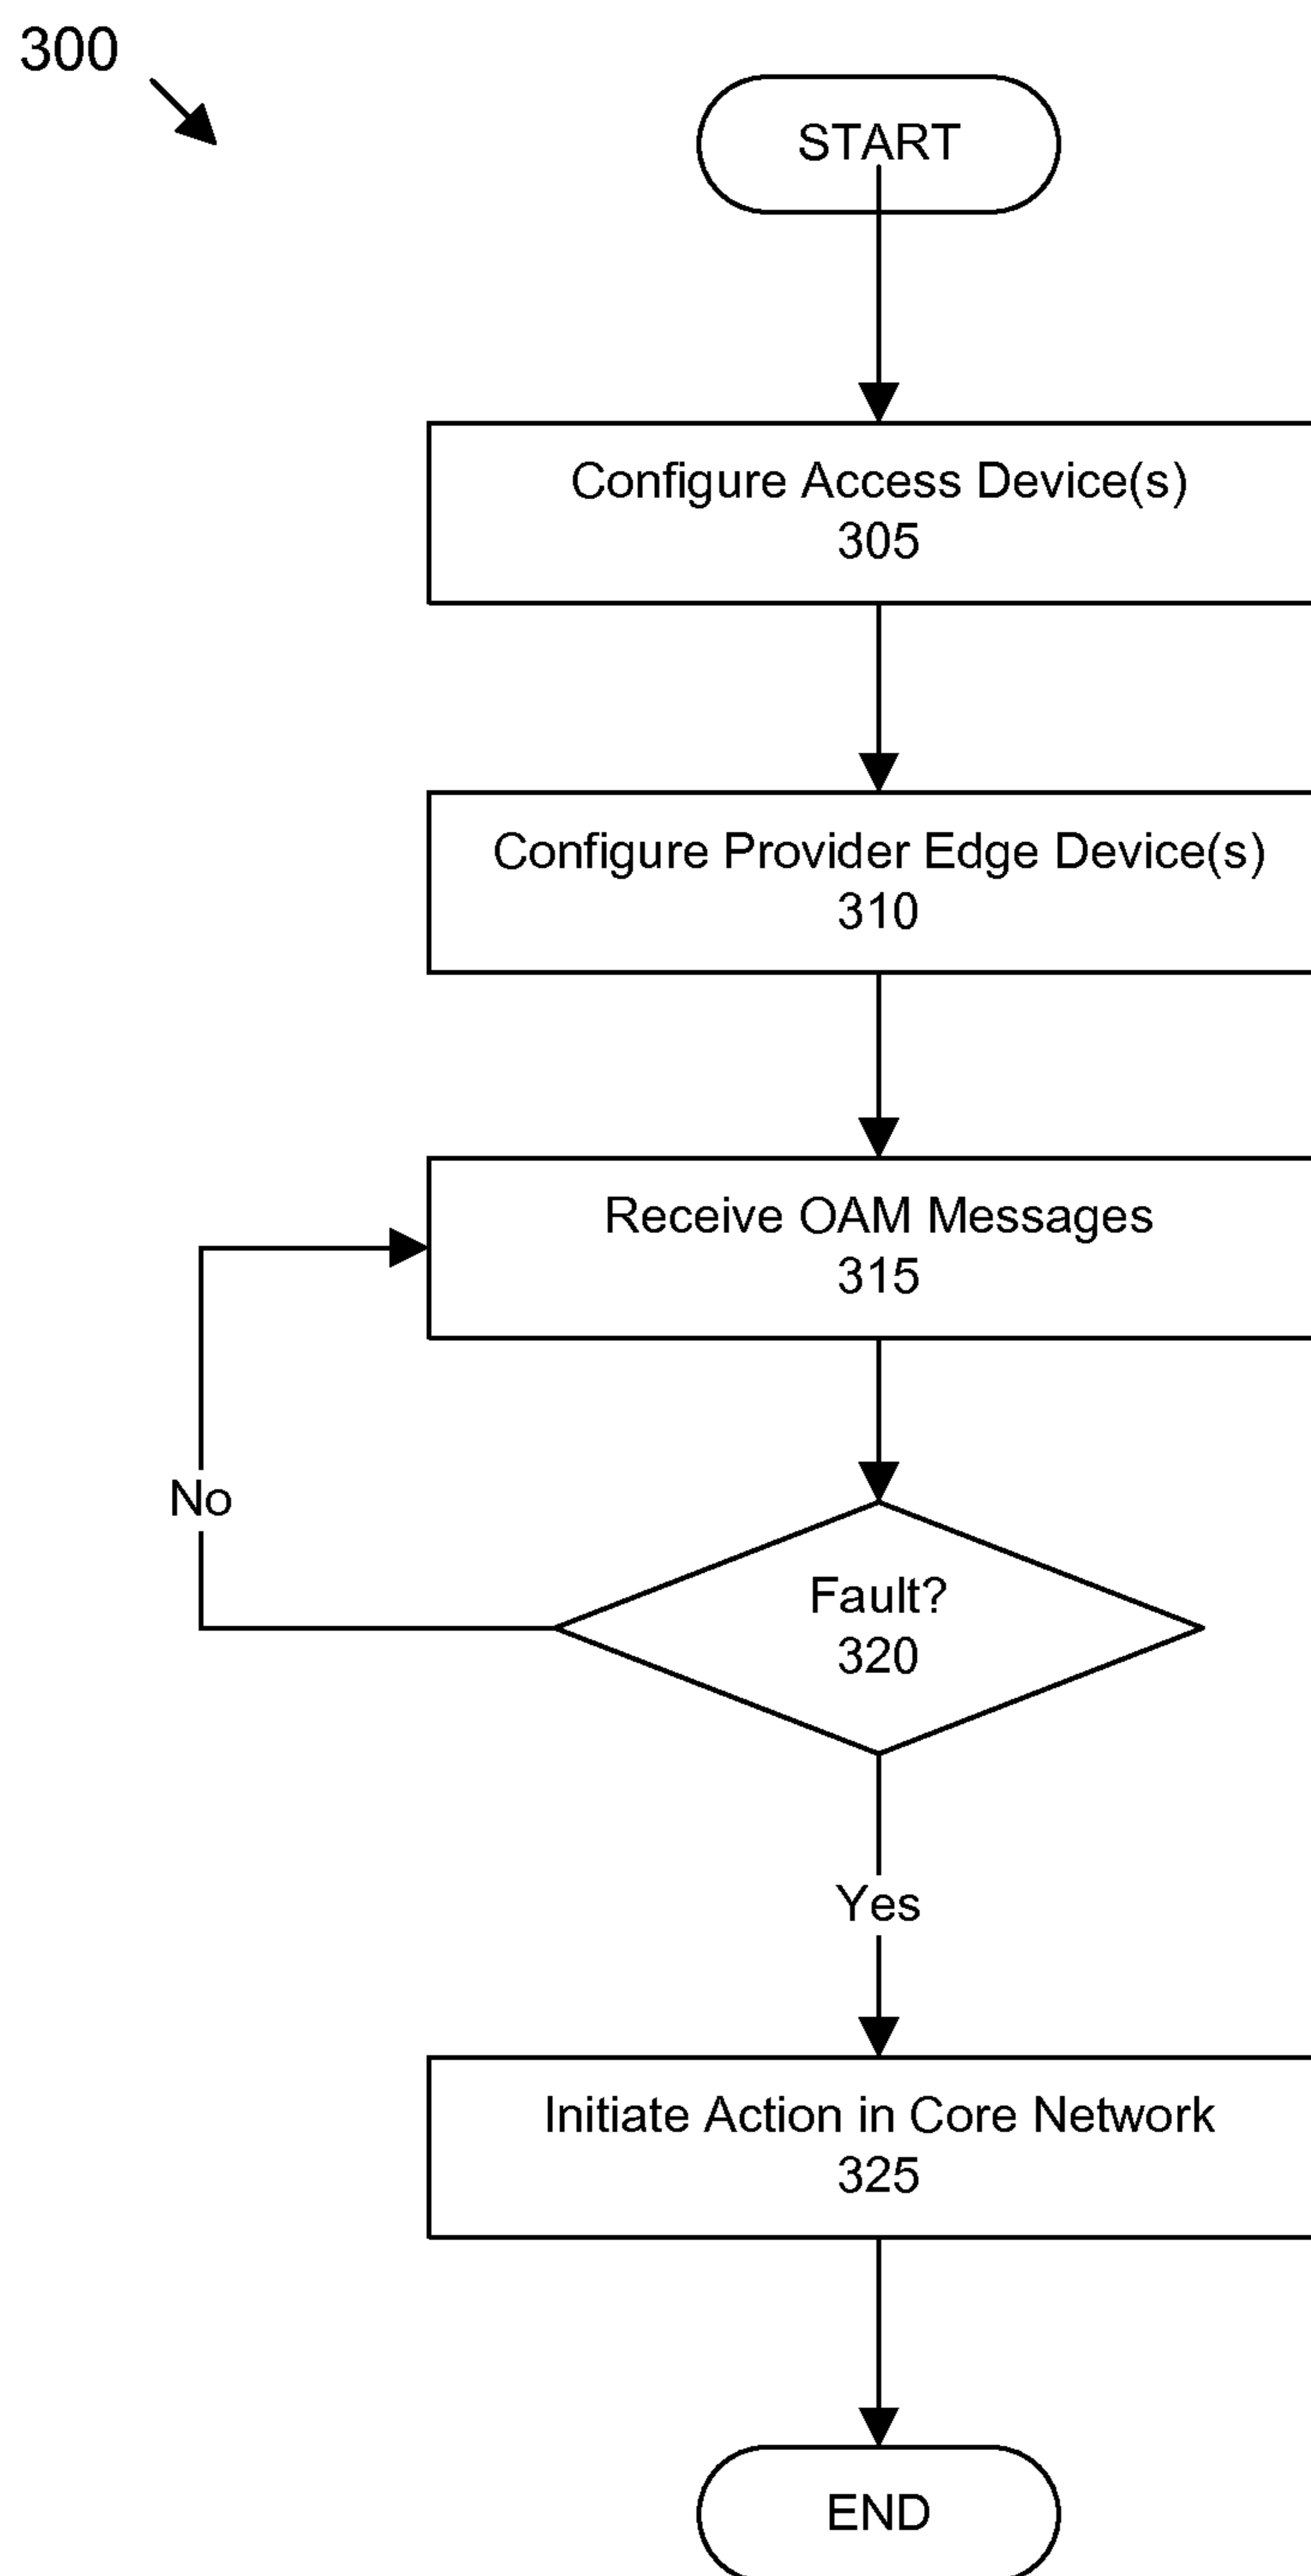 300
START
Configure Access Device(s)
305
Configure Provider Edge Device(s)
310
Receive OAM Messages
315
No
Fault?
320
Yes
Initiate Action in Core Network
325
END